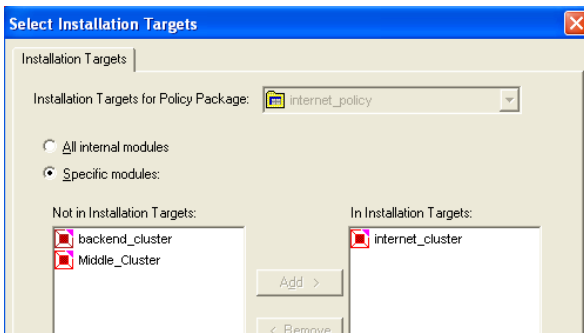 Select Installation Targets
Installation Targets
Installation Targets for Policy Package: internet_policy
All internal modules
Specific modules:
Not in Installation Targets:
In Installation Targets:
backend_cluster
internet_cluster
Middle_Cluster
Add >
< Remove